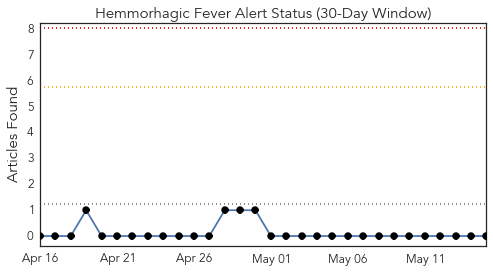 Hemmorhagic Fever Alert Status (30-Day Window)
Articles Found
8
7
6
5
4
3
2
1
0
Apr 16
Apr 21
Apr 26
May 01
May 06
May 11